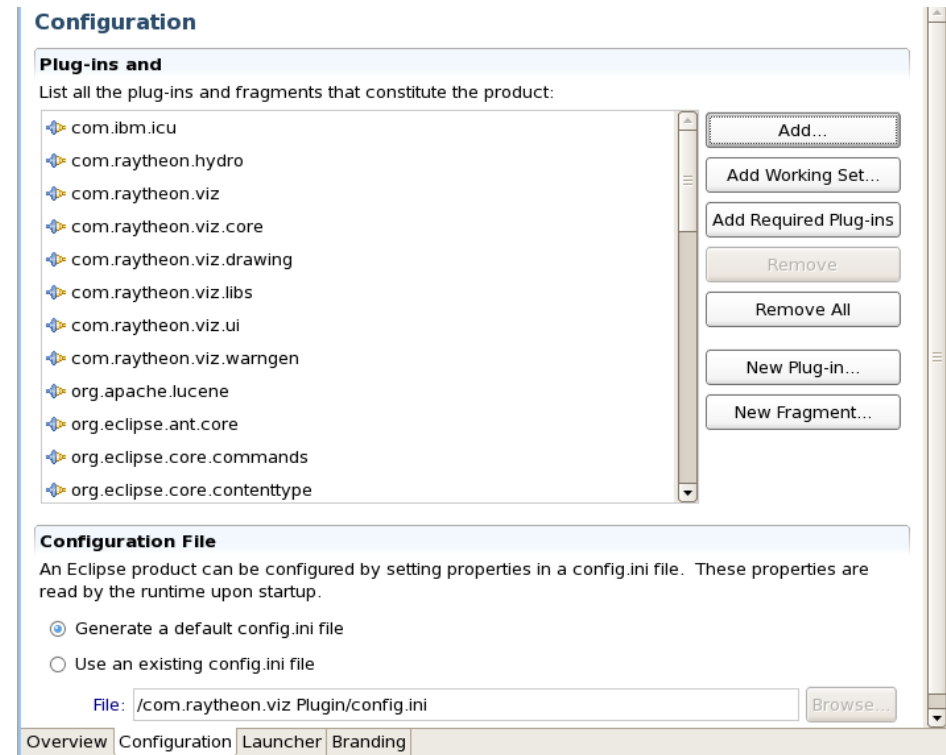 Configuration
Plug-ins and
List all the plug-ins and fragments that constitute the product:
com.ibm.icu
com.raytheon.hydro
com.raytheon.viz
com.raytheon.viz.core
com.raytheon.viz.drawing
com.raytheon.viz.libs
com.raytheon.viz.ui
com.raytheon.viz.warngen
org.apache.lucene
org.eclipse.ant.core
org.eclipse.core.commands
org.eclipse.core.contenttype
Add...
Add Working Set...
Add Required Plug-ins
Remove
Remove All
New Plug-in...
New Fragment...
Configuration File
An Eclipse product can be configured by setting properties in a config.ini file. These properties are
read by the runtime upon startup.
Generate a default config.ini file
Use an existing config.ini file
File: /com.raytheon.viz Plugin/config.ini Browse...
Overview Configuration Launcher Branding